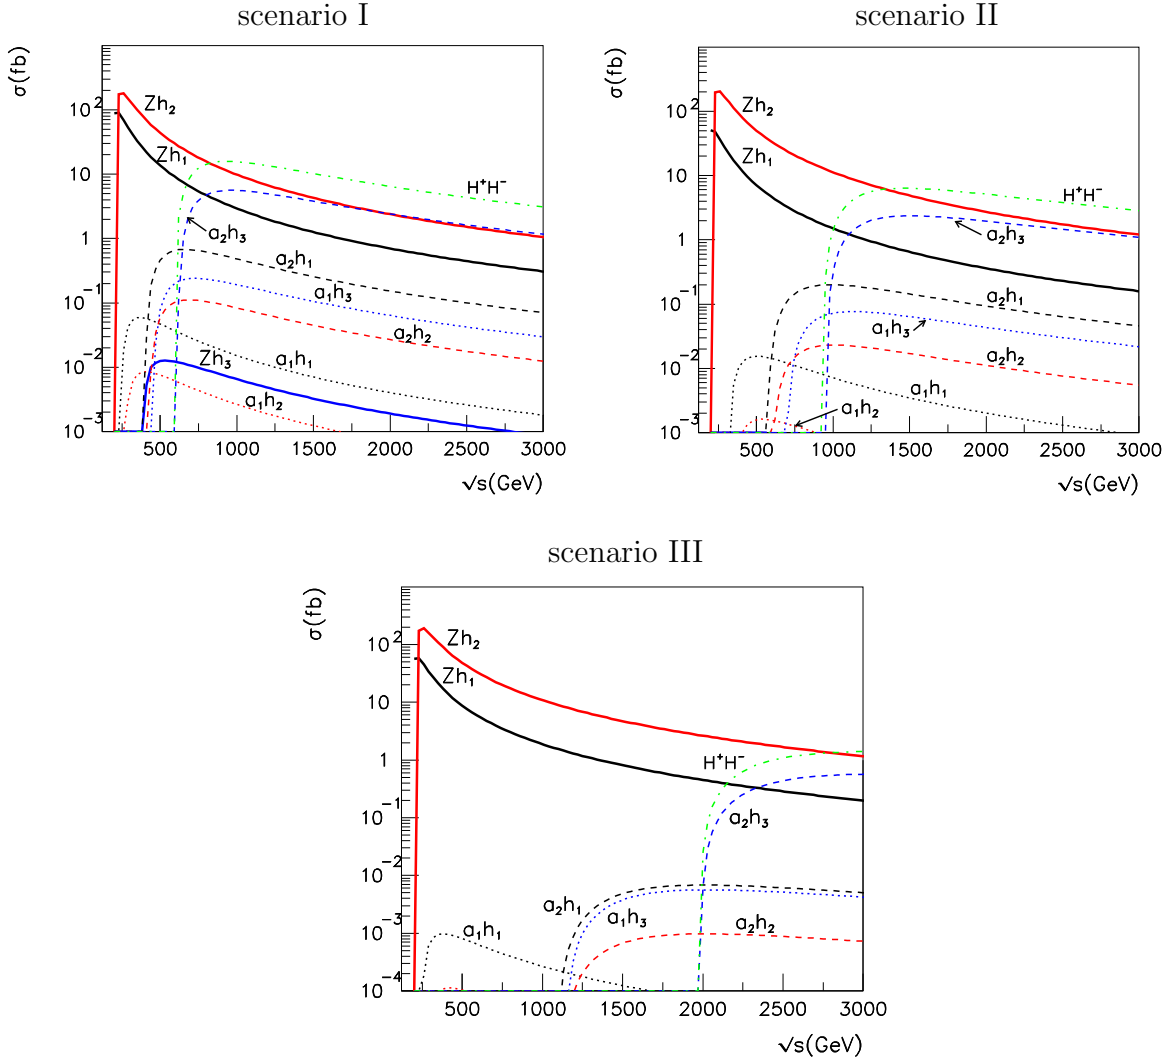 scenario I
σ(fb)
10²
10
1
10⁻¹
10⁻²
10⁻³
Zh₂
Zh₁
H⁺H⁻
a₂h₃
a₂h₁
a₁h₃
a₂h₂
Zh₃
a₁h₁
a₁h₂
500 1000 1500 2000 2500 3000
√s(GeV)
scenario II
σ(fb)
10²
10
1
10⁻¹
10⁻²
10⁻³
Zh₂
Zh₁
H⁺H⁻
a₂h₃
a₂h₁
a₁h₃
a₂h₂
a₁h₁
a₁h₂
500 1000 1500 2000 2500 3000
√s(GeV)
scenario III
σ(fb)
10²
10
1
10⁻¹
10⁻²
10⁻³
10⁻⁴
Zh₂
Zh₁
H⁺H⁻
a₂h₃
a₂h₁
a₁h₃
a₂h₂
a₁h₁
500 1000 1500 2000 2500 3000
√s(GeV)